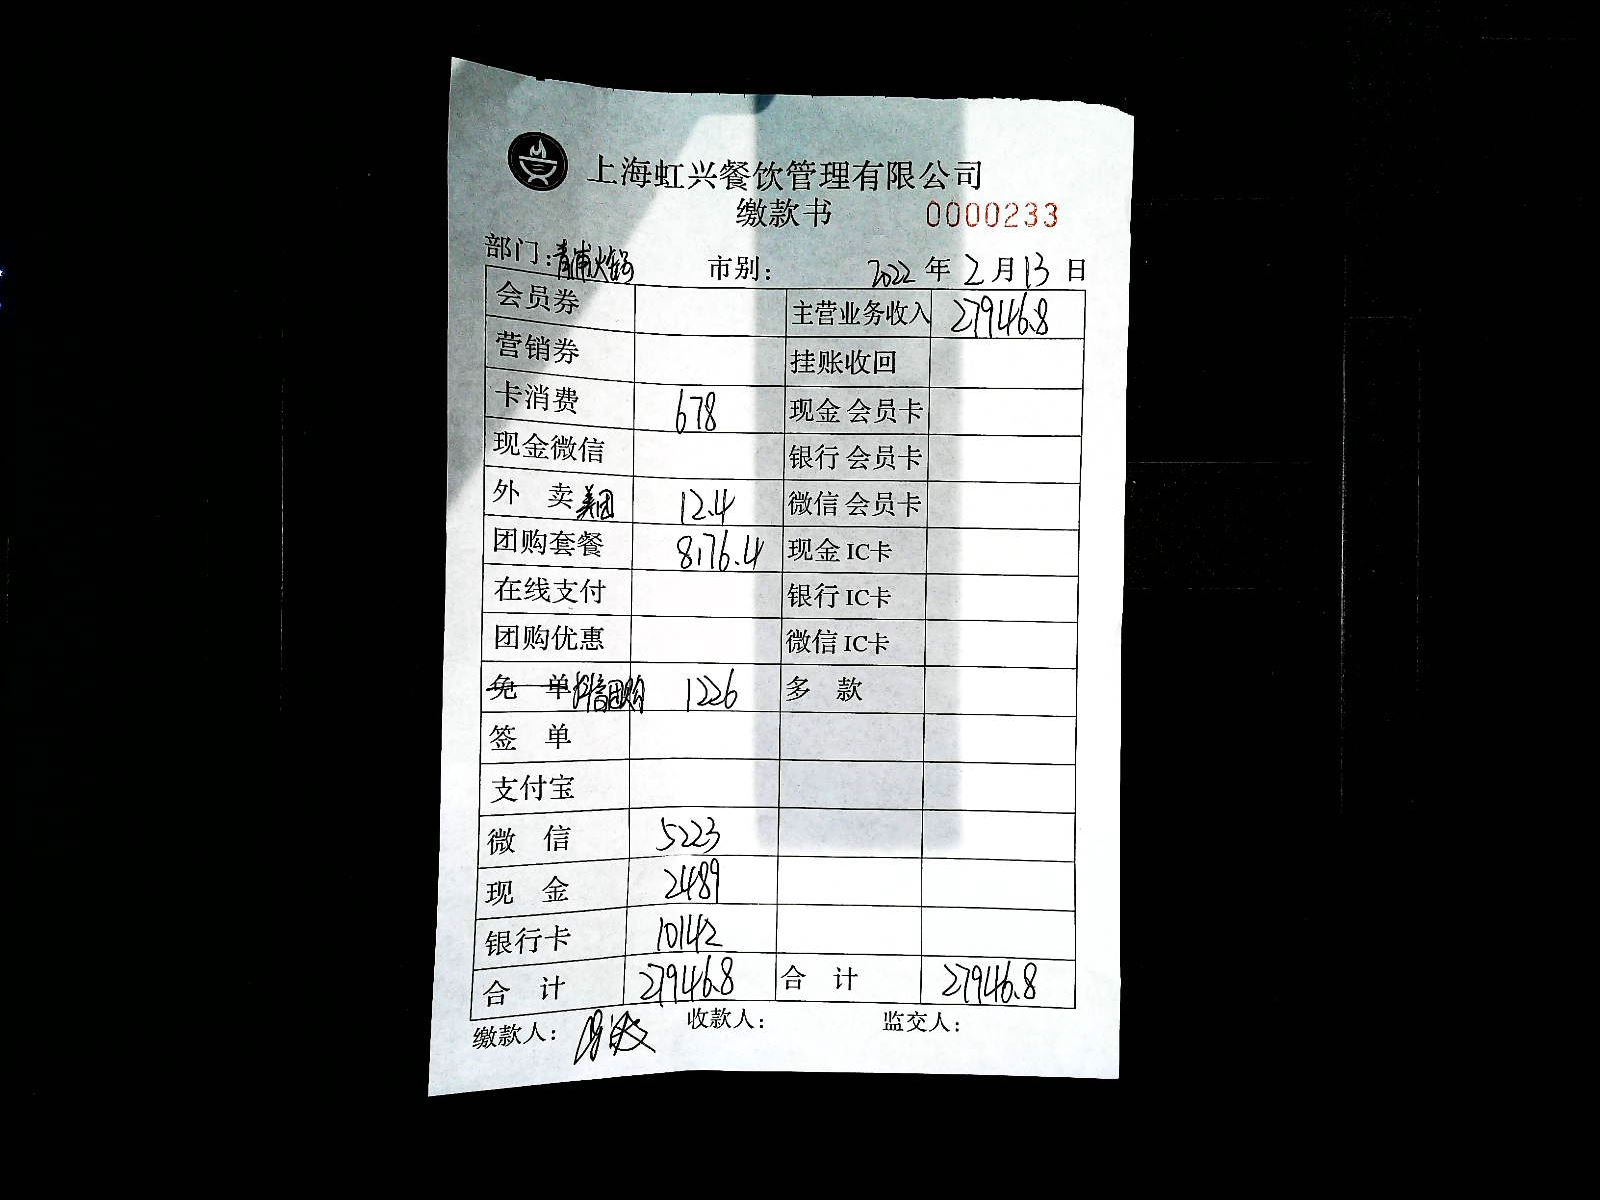 上海虹兴餐饮管理有限公司
缴款书 0000233
部门：青浦火锅 市别： 2022 年 2 月 13 日
会员券 主营业务收入 27946.8
营销券 挂账收回
卡消费 678 现金 会员卡
现金微信 银行 会员卡
外 卖 美团 12.4 微信 会员卡
团购套餐 8176.4 现金 IC卡
在线支付 银行 IC卡
团购优惠 微信 IC卡
免 单 抖音团购 1226 多 款
签 单
支付宝
微 信 5223
现 金 2489
银行卡 10142
合 计 27946.8 合 计 27946.8
缴款人： 收款人： 监交人：